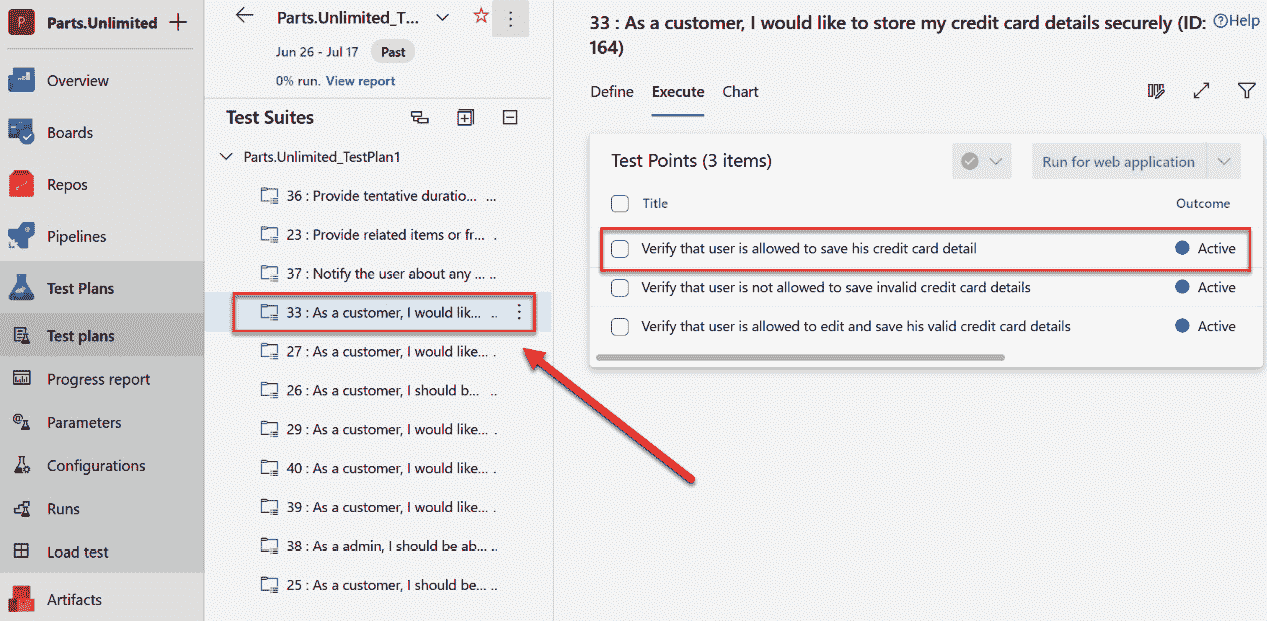 Parts.Unlimited
Overview
Boards
Repos
Pipelines
Test Plans
Test plans
Progress report
Parameters
Configurations
Runs
Load test
Artifacts
Parts.Unlimited_T...
Jun 26 - Jul 17 Past
0% run. View report
Test Suites
Parts.Unlimited_TestPlan1
36 : Provide tentative duratio... ...
23 : Provide related items or fr... .
37 : Notify the user about any ... ..
33 : As a customer, I would lik... ..
27 : As a customer, I would like... .
26 : As a customer, I should b... ..
29 : As a customer, I would like... .
40 : As a customer, I would like... .
39 : As a customer, I would like... .
38 : As a admin, I should be ab... ..
25 : As a customer, I should be... ..
33 : As a customer, I would like to store my credit card details securely (ID:
164)
Help
Define Execute Chart
Test Points (3 items)
Run for web application
Title Outcome
Verify that user is allowed to save his credit card detail Active
Verify that user is not allowed to save invalid credit card details Active
Verify that user is allowed to edit and save his valid credit card details Active